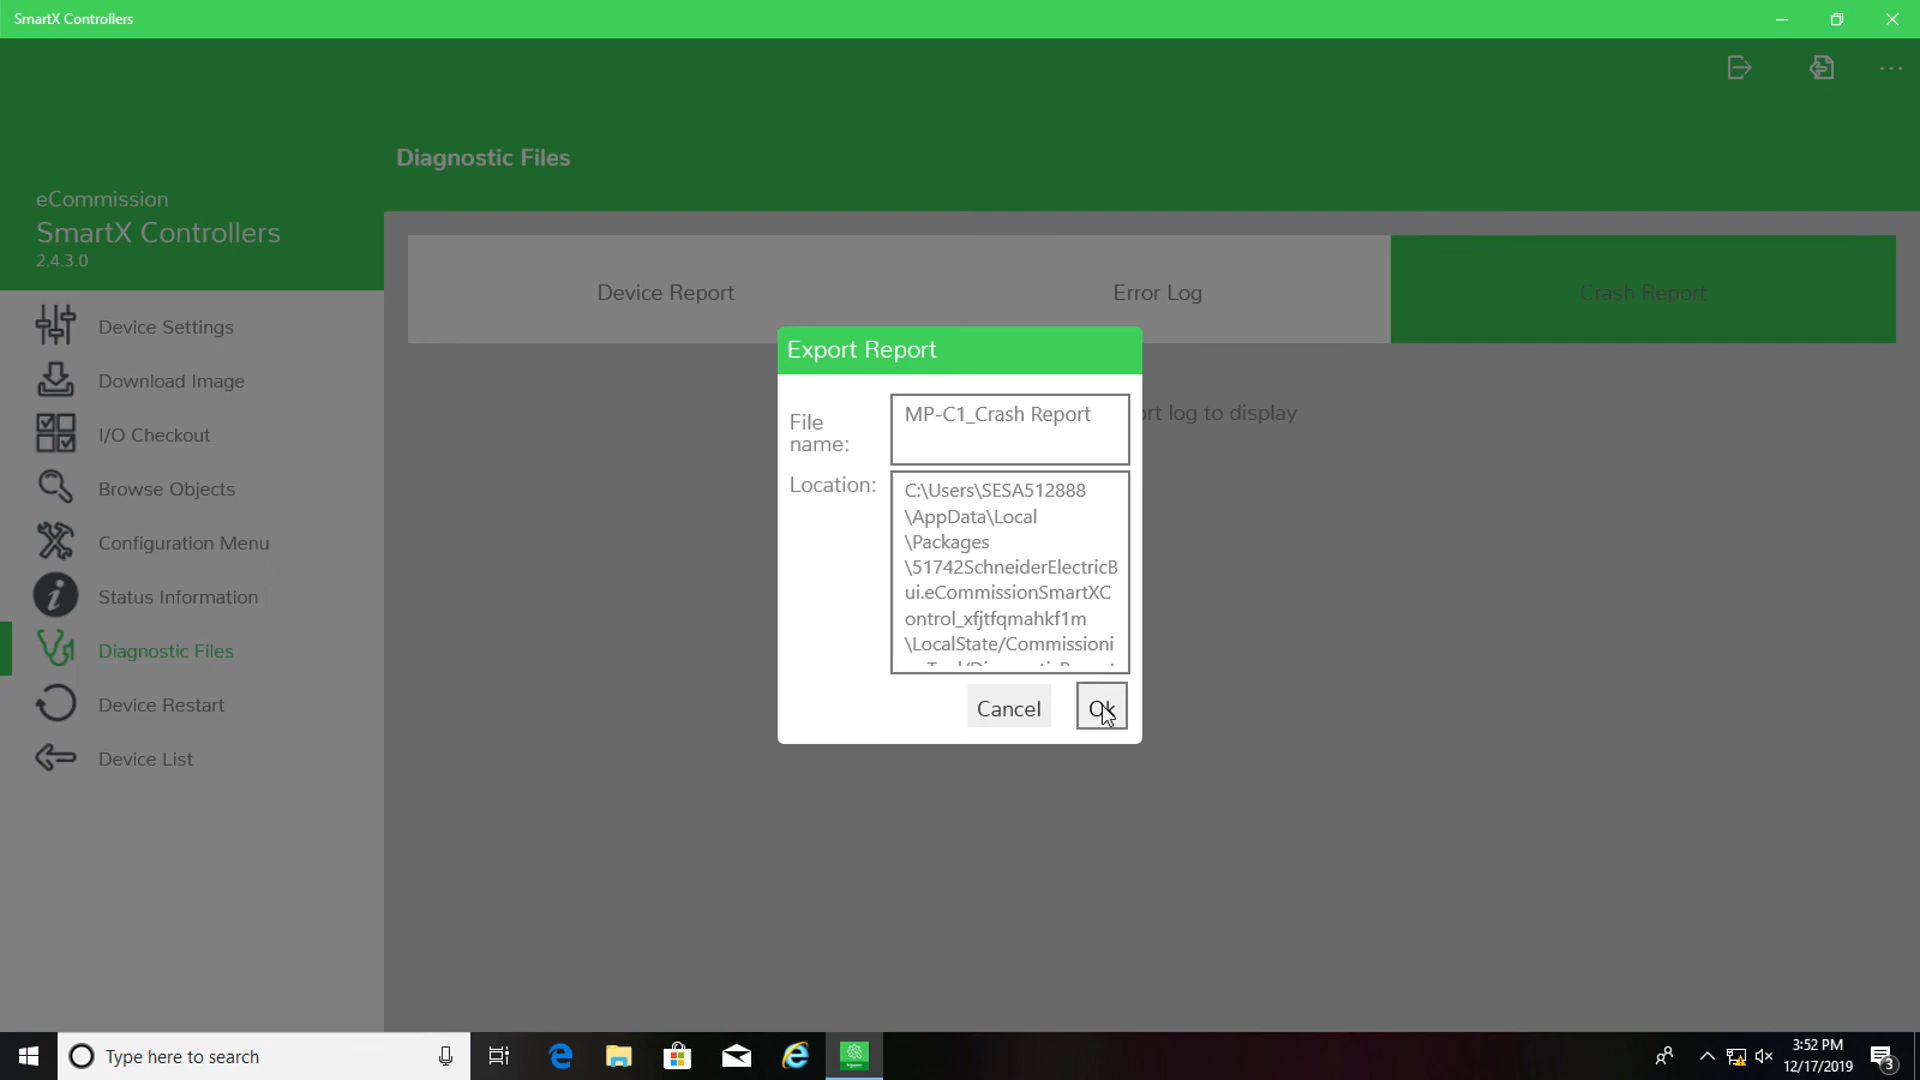 SmartX Controllers
Diagnostic Files
eCommission
SmartX Controllers
2.4.3.0
Device Settings
Download Image
I/O Checkout
Browse Objects
Configuration Menu
Status Information
Diagnostic Files
Device Restart
Device List
Device Report
Error Log
Crash Report
log to display
Export Report
File
name:
MP-C1_Crash Report
Location:
C:\Users\SESA512888
\AppData\Local
\Packages
\51742SchneiderElectricB
ui.eCommissionSmartXC
ontrol_xfjtfqmahkf1m
\LocalState/Commissioni
Cancel
Ok
Type here to search
3:52 PM
12/17/2019
3